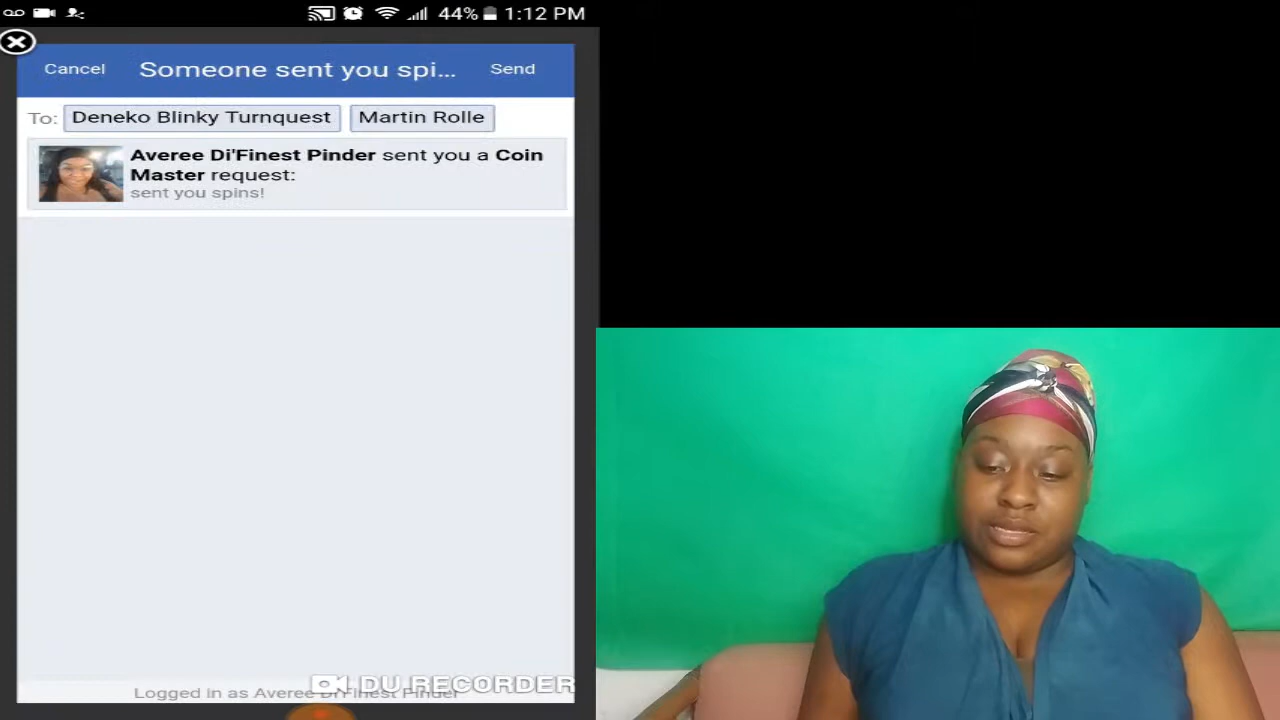 44% 1:12 PM
Cancel Someone sent you spi... Send
To: Deneko Blinky Turnquest Martin Rolle
Averee Di'Finest Pinder sent you a Coin
Master request:
sent you spins!
Logged in as Averee Di'Finest Pinder
DU RECORDER